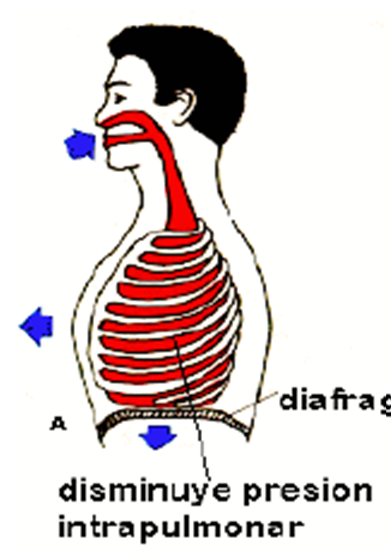 diafrag
A
disminuye presion
intrapulmonar